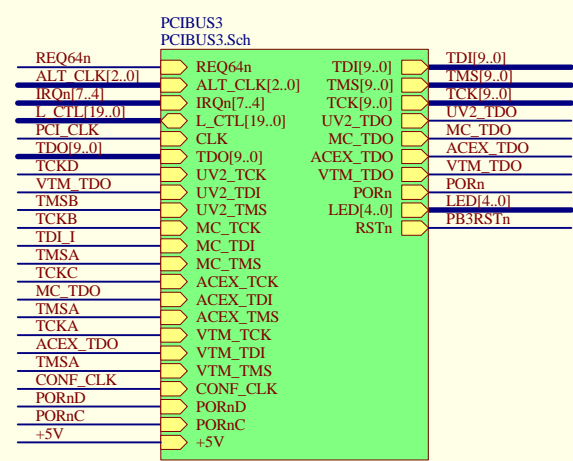 PCIBUS3
PCIBUS3.Sch
REQ64n REQ64n TDI[9..0] TDI[9..0]
ALT_CLK[2..0] ALT_CLK[2..0] TMS[9..0] TMS[9..0]
IRQn[7..4] IRQn[7..4] TCK[9..0] TCK[9..0]
L_CTL[19..0] L_CTL[19..0] UV2_TDO UV2_TDO
PCI_CLK CLK MC_TDO MC_TDO
TDO[9..0] TDO[9..0] ACEX_TDO ACEX_TDO
TCKD UV2_TCK VTM_TDO VTM_TDO
VTM_TDO UV2_TDI PORn PORn
TMSB UV2_TMS LED[4..0] LED[4..0]
TCKB MC_TCK RSTn PB3RSTn
TDI_I MC_TDI
TMSA MC_TMS
TCKC ACEX_TCK
MC_TDO ACEX_TDI
TMSA ACEX_TMS
TCKA VTM_TCK
ACEX_TDO VTM_TDI
TMSA VTM_TMS
CONF_CLK CONF_CLK
PORnD PORnD
PORnC PORnC
+5V +5V